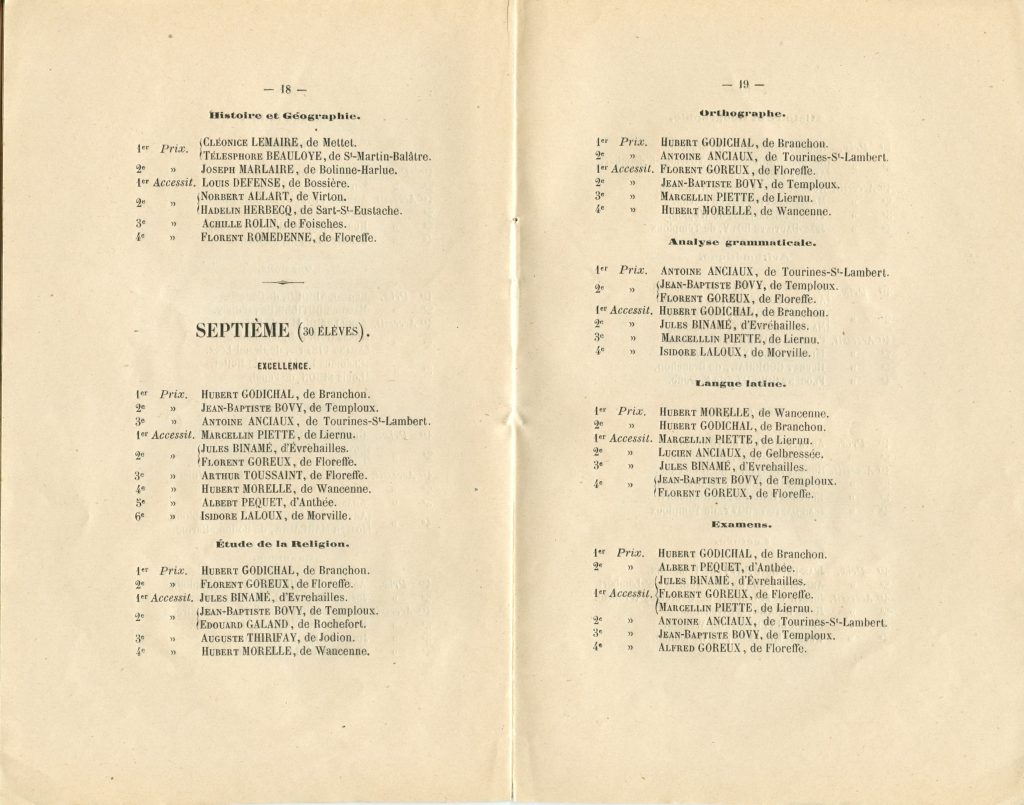 — 18 —
Histoire et Géographie.
1er Prix. CLÉONICE LEMAIRE, de Mettet.
TÉLESPHORE BEAULOYE, de St-Martin-Balâtre.
2e » JOSEPH MARLAIRE, de Bolinne-Harlue.
1er Accessit. LOUIS DEFENSE, de Bossière.
2e » NORBERT ALLART, de Virton.
HADELIN HERBECQ, de Sart-St-Eustache.
3e » ACHILLE ROLIN, de Foisches.
4e » FLORENT ROMEDENNE, de Floreffe.
SEPTIÈME (30 ÉLÈVES).
EXCELLENCE.
1er Prix. HUBERT GODICHAL, de Branchon.
2e » JEAN-BAPTISTE BOVY, de Temploux.
3e » ANTOINE ANCIAUX, de Tourines-St-Lambert.
1er Accessit. MARCELLIN PIETTE, de Liernu.
2e » JULES BINAMÉ, d'Évrehailles.
FLORENT GOREUX, de Floreffe.
3e » ARTHUR TOUSSAINT, de Floreffe.
4e » HUBERT MORELLE, de Wancenne.
5e » ALBERT PEQUET, d'Anthée.
6e » ISIDORE LALOUX, de Morville.
Étude de la Religion.
1er Prix. HUBERT GODICHAL, de Branchon.
2e » FLORENT GOREUX, de Floreffe.
1er Accessit. JULES BINAMÉ, d'Évrehailles.
2e » JEAN-BAPTISTE BOVY, de Temploux.
EDOUARD GALAND, de Rochefort.
3e » AUGUSTE THIRIFAY, de Jodion.
4e » HUBERT MORELLE, de Wancenne.
— 19 —
Orthographe.
1er Prix. HUBERT GODICHAL, de Branchon.
2e » ANTOINE ANCIAUX, de Tourines-St-Lambert.
1er Accessit. FLORENT GOREUX, de Floreffe.
2e » JEAN-BAPTISTE BOVY, de Temploux.
3e » MARCELLIN PIETTE, de Liernu.
4e » HUBERT MORELLE, de Wancenne.
Analyse grammaticale.
1er Prix. ANTOINE ANCIAUX, de Tourines-St-Lambert.
2e » JEAN-BAPTISTE BOVY, de Temploux.
FLORENT GOREUX, de Floreffe.
1er Accessit. HUBERT GODICHAL, de Branchon.
2e » JULES BINAMÉ, d'Évrehailles.
3e » MARCELLLIN PIETTE, de Liernu.
4e » ISIDORE LALOUX, de Morville.
Langue latine.
1er Prix. HUBERT MORELLE, de Wancenne.
2e » HUBERT GODICHAL, de Branchon.
1er Accessit. MARCELLIN PIETTE, de Liernu.
2e » LUCIEN ANCIAUX, de Gelbressée.
3e » JULES BINAMÉ, d'Evrehailles.
4e » JEAN-BAPTISTE BOVY, de Temploux.
FLORENT GOREUX, de Floreffe.
Examens.
1er Prix. HUBERT GODICHAL, de Branchon.
2e » ALBERT PEQUET, d'Anthée.
JULES BINAMÉ, d'Évrehailles.
1er Accessit. FLORENT GOREUX, de Floreffe.
MARCELLIN PIETTE, de Liernu.
2e » ANTOINE ANCIAUX, de Tourines-St-Lambert.
3e » JEAN-BAPTISTE BOVY, de Temploux.
4e » ALFRED GOREUX, de Floreffe.